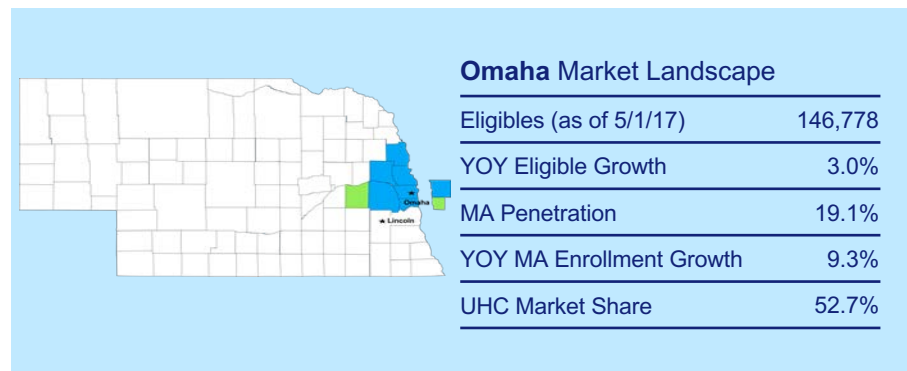 Omaha Market Landscape
Eligibles (as of 5/1/17) 146,778
YOY Eligible Growth 3.0%
MA Penetration 19.1%
YOY MA Enrollment Growth 9.3%
UHC Market Share 52.7%
Omaha
Lincoln